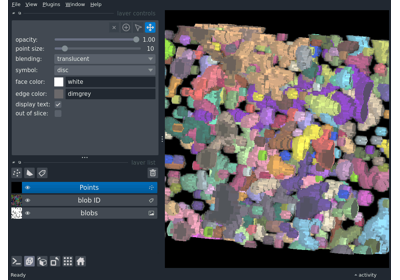 File View Plugins Window Help
layer controls
opacity: 1.00
point size: 10
blending: translucent
symbol: disc
face color: white
edge color: dimgrey
display text:
out of slice:
layer list
Points
blob ID
blobs
Ready
activity